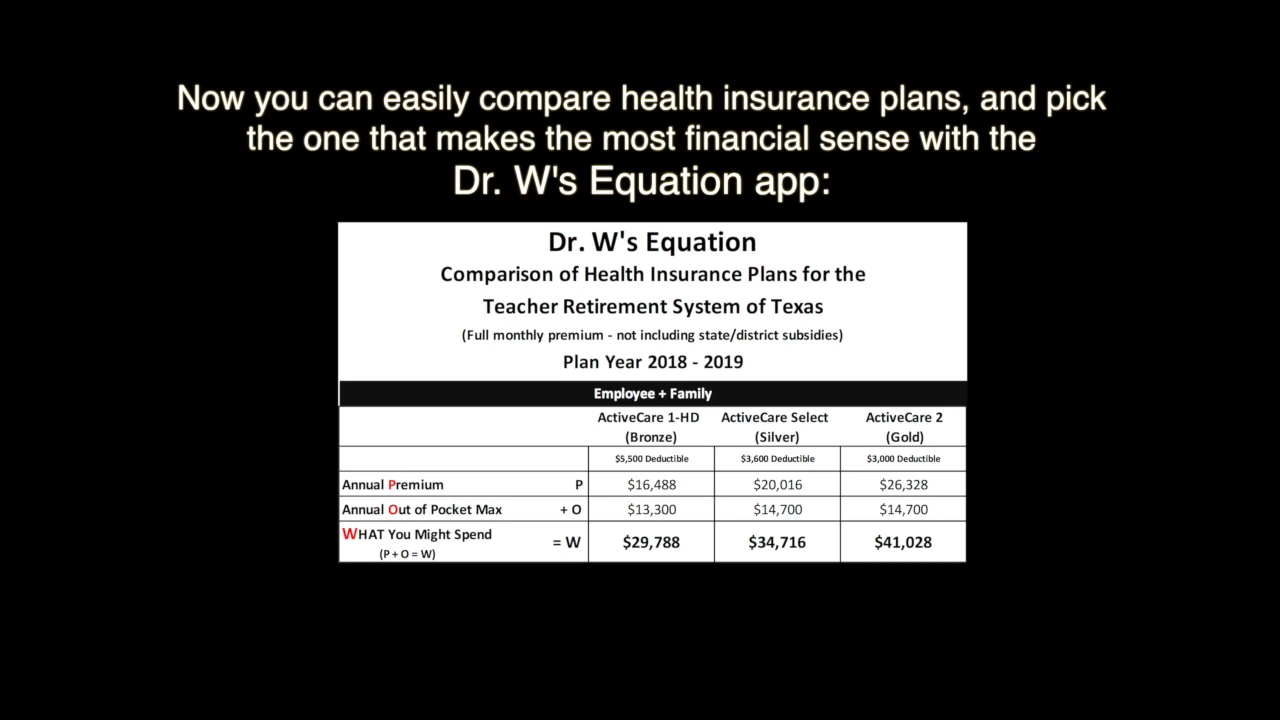 Now you can easily compare health insurance plans, and pick
the one that makes the most financial sense with the
Dr. W's Equation app:
Dr. W's Equation
Comparison of Health Insurance Plans for the
Teacher Retirement System of Texas
(Full monthly premium - not including state/district subsidies)
Plan Year 2018 - 2019
Employee + Family
ActiveCare 1-HD ActiveCare Select ActiveCare 2
(Bronze) (Silver) (Gold)
$5,500 Deductible $3,600 Deductible $3,000 Deductible
Annual Premium P $16,488 $20,016 $26,328
Annual Out of Pocket Max + O $13,300 $14,700 $14,700
WHAT You Might Spend = W $29,788 $34,716 $41,028
(P + O = W)